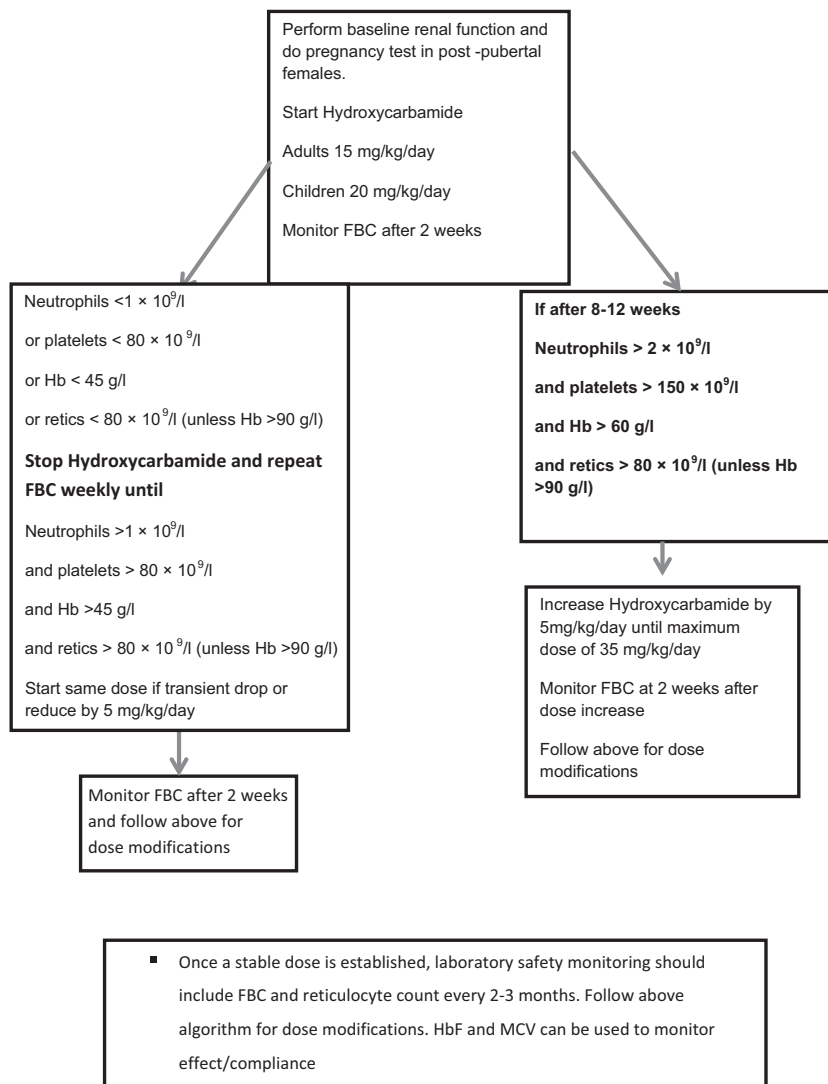 Perform baseline renal function and
do pregnancy test in post -pubertal
females.
Start Hydroxycarbamide
Adults 15 mg/kg/day
Children 20 mg/kg/day
Monitor FBC after 2 weeks
Neutrophils <1 × 10⁹/l
or platelets < 80 × 10 ⁹/l
or Hb < 45 g/l
or retics < 80 × 10 ⁹/l (unless Hb >90 g/l)
Stop Hydroxycarbamide and repeat
FBC weekly until
Neutrophils >1 × 10⁹/l
and platelets > 80 × 10⁹/l
and Hb >45 g/l
and retics > 80 × 10 ⁹/l (unless Hb >90 g/l)
Start same dose if transient drop or
reduce by 5 mg/kg/day
Monitor FBC after 2 weeks
and follow above for
dose modifications
If after 8-12 weeks
Neutrophils > 2 × 10⁹/l
and platelets > 150 × 10⁹/l
and Hb > 60 g/l
and retics > 80 × 10⁹/l (unless Hb
>90 g/l)
Increase Hydroxycarbamide by
5mg/kg/day until maximum
dose of 35 mg/kg/day
Monitor FBC at 2 weeks after
dose increase
Follow above for dose
modifications
▪ Once a stable dose is established, laboratory safety monitoring should
include FBC and reticulocyte count every 2-3 months. Follow above
algorithm for dose modifications. HbF and MCV can be used to monitor
effect/compliance